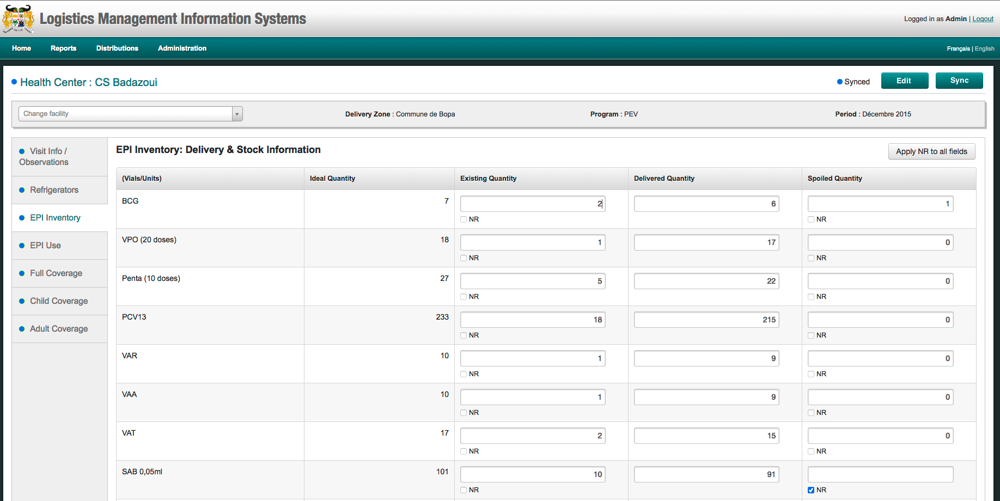 Logistics Management Information Systems
Logged in as Admin | Logout
Home Reports Distributions Administration
Français | English
Health Center : CS Badazoui
Synced Edit Sync
Change facility
Delivery Zone : Commune de Bopa
Program : PEV
Period : Décembre 2015
Visit Info /
Observations
Refrigerators
EPI Inventory
EPI Use
Full Coverage
Child Coverage
Adult Coverage
EPI Inventory: Delivery & Stock Information
Apply NR to all fields
(Vials/Units) Ideal Quantity Existing Quantity Delivered Quantity Spoiled Quantity
BCG 7 2 6 1
NR NR
VPO (20 doses) 18 1 17 0
NR NR
Penta (10 doses) 27 5 22 0
NR NR
PCV13 233 18 215 0
NR NR
VAR 10 1 9 0
NR NR
VAA 10 1 9 0
NR NR
VAT 17 2 15 0
NR NR
SAB 0,05ml 101 10 91
NR NR